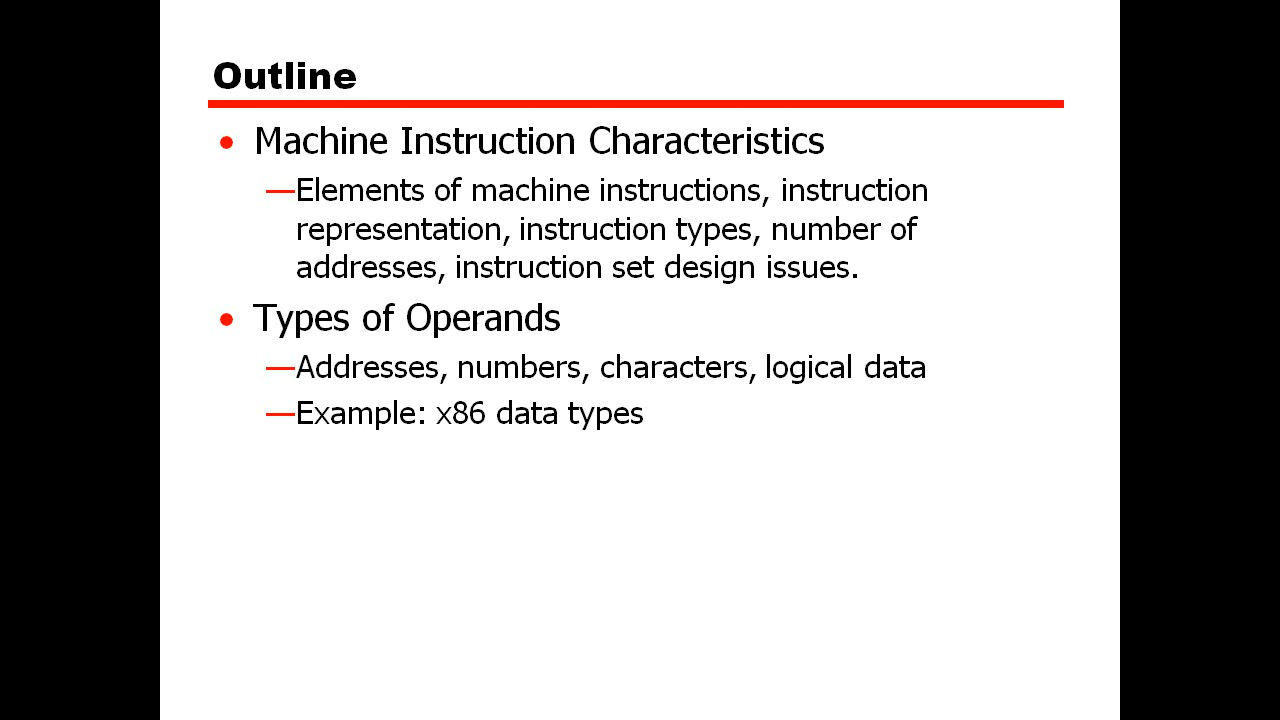 Outline
• Machine Instruction Characteristics
—Elements of machine instructions, instruction
representation, instruction types, number of
addresses, instruction set design issues.
• Types of Operands
—Addresses, numbers, characters, logical data
—Example: x86 data types